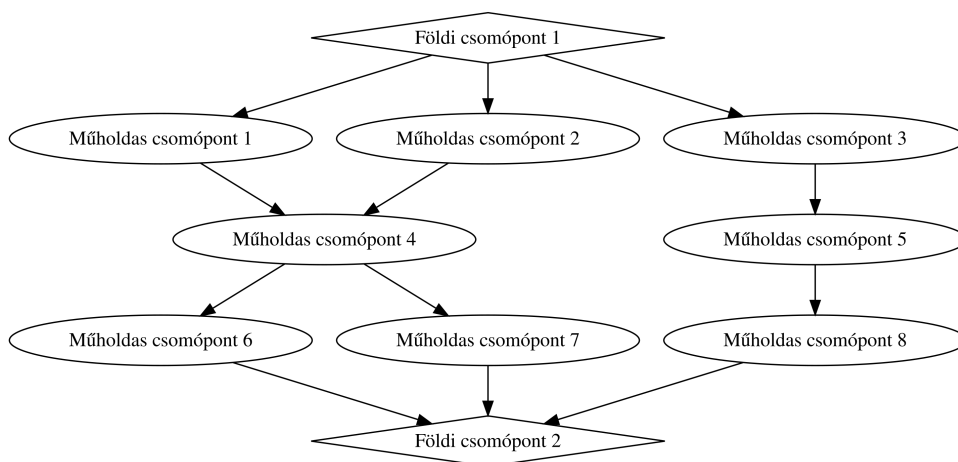 Földi csomópont 1
Műholdas csomópont 1
Műholdas csomópont 2
Műholdas csomópont 3
Műholdas csomópont 4
Műholdas csomópont 5
Műholdas csomópont 6
Műholdas csomópont 7
Műholdas csomópont 8
Földi csomópont 2